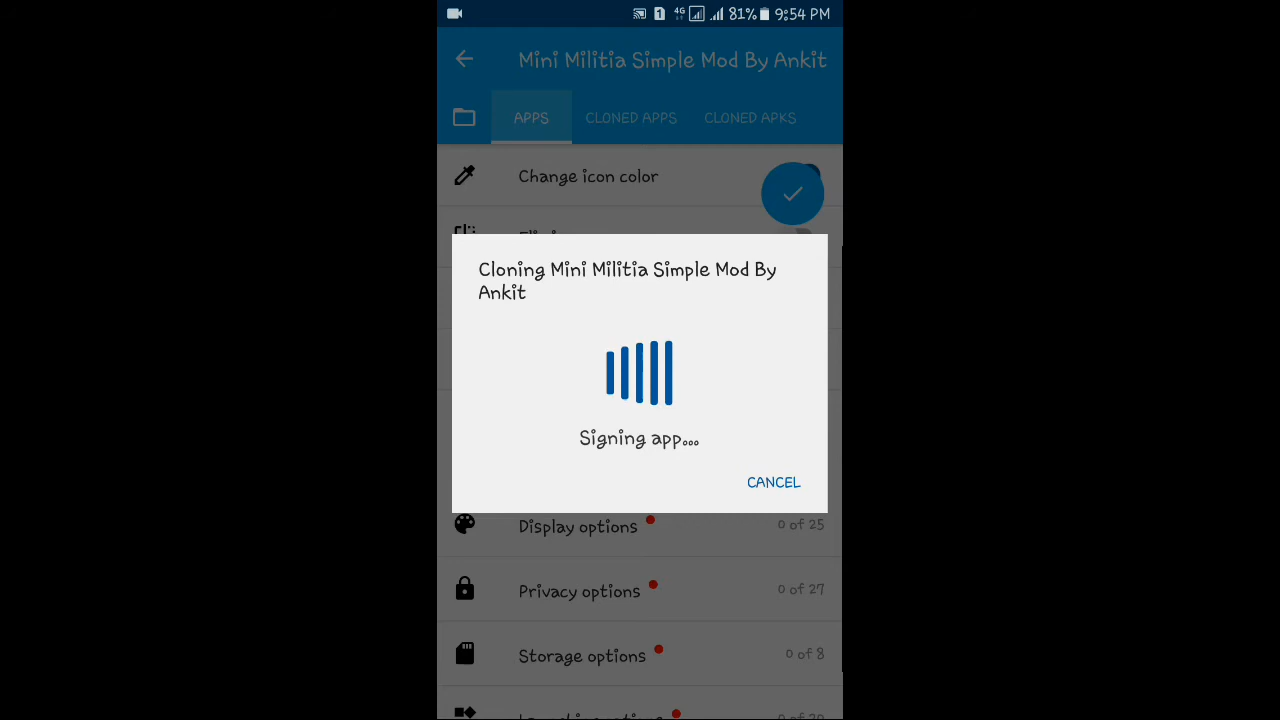 1 4G 81% 9:54 PM
Mini Militia Simple Mod By Ankit
APPS CLONED APPS CLONED APKS
Change icon color
Cloning Mini Militia Simple Mod By
Ankit
Signing app...
CANCEL
Display options 0 of 25
Privacy options 0 of 27
Storage options 0 of 8